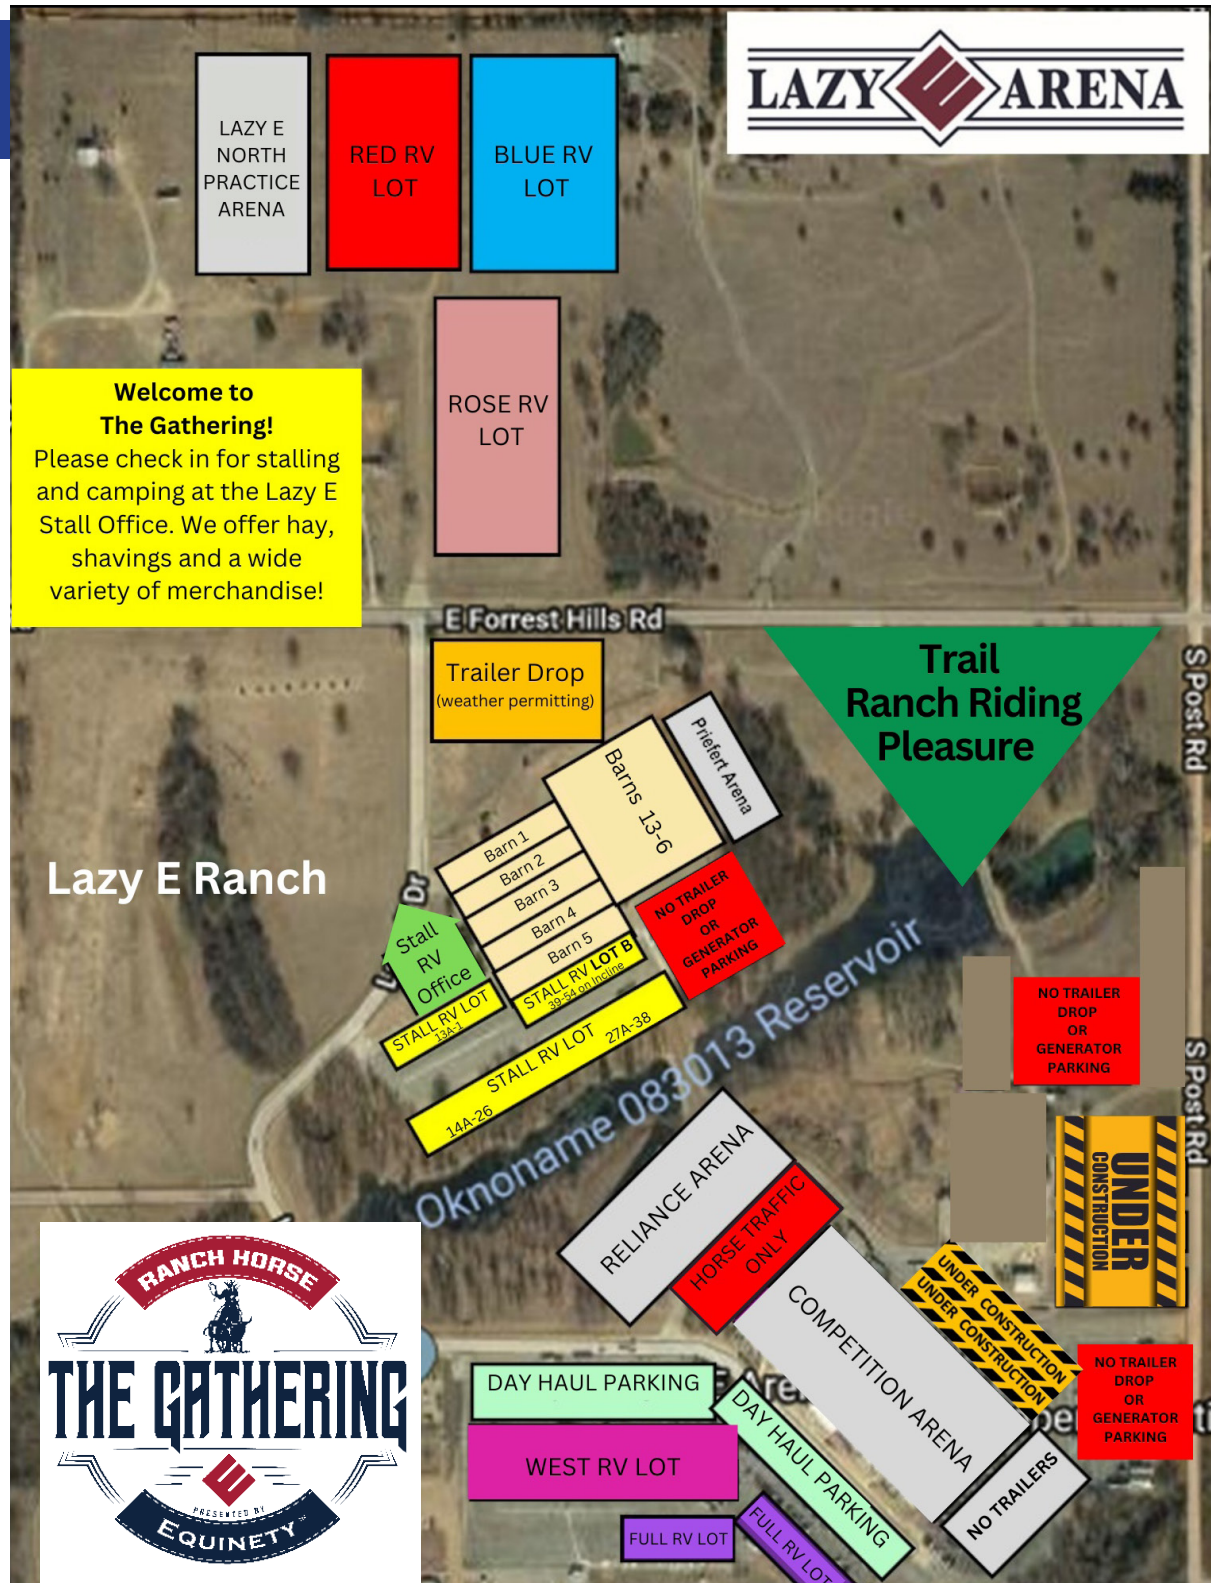 LAZY E ARENA
LAZY E
NORTH
PRACTICE
ARENA
RED RV
LOT
BLUE RV
LOT
ROSE RV
LOT
Welcome to
The Gathering!
Please check in for stalling
and camping at the Lazy E
Stall Office. We offer hay,
shavings and a wide
variety of merchandise!
E Forrest Hills Rd
Trailer Drop
(weather permitting)
Trail
Ranch Riding
Pleasure
S Post Rd
Priefert Arena
Barns 13-6
Barn 1
Barn 2
Barn 3
Barn 4
Barn 5
Lazy E Ranch
Dr
Stall
RV
Office
NO TRAILER
DROP
OR
GENERATOR
PARKING
STALL RV LOT B
39-54 on Incline
STALL RV LOT
13A-1
STALL RV LOT
14A-26
27A-38
Oknoname 083013 Reservoir
NO TRAILER
DROP
OR
GENERATOR
PARKING
S Post Rd
UNDER
CONSTRUCTION
RELIANCE ARENA
HORSE TRAFFIC
ONLY
COMPETITION ARENA
UNDER CONSTRUCTION
UNDER CONSTRUCTION
NO TRAILER
DROP
OR
GENERATOR
PARKING
NO TRAILERS
DAY HAUL PARKING
DAY HAUL PARKING
WEST RV LOT
FULL RV LOT
FULL RV LOT
RANCH HORSE
THE GATHERING
PRESENTED BY
EQUINETY